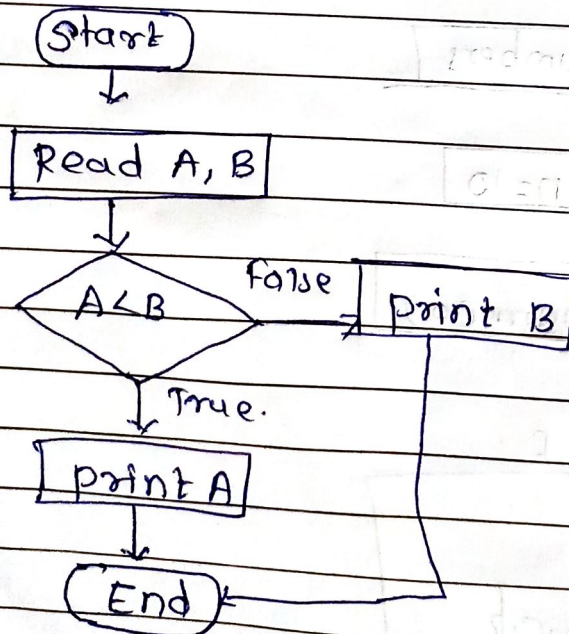 Start
Read A, B
A<B
False
Print B
True.
Print A
End